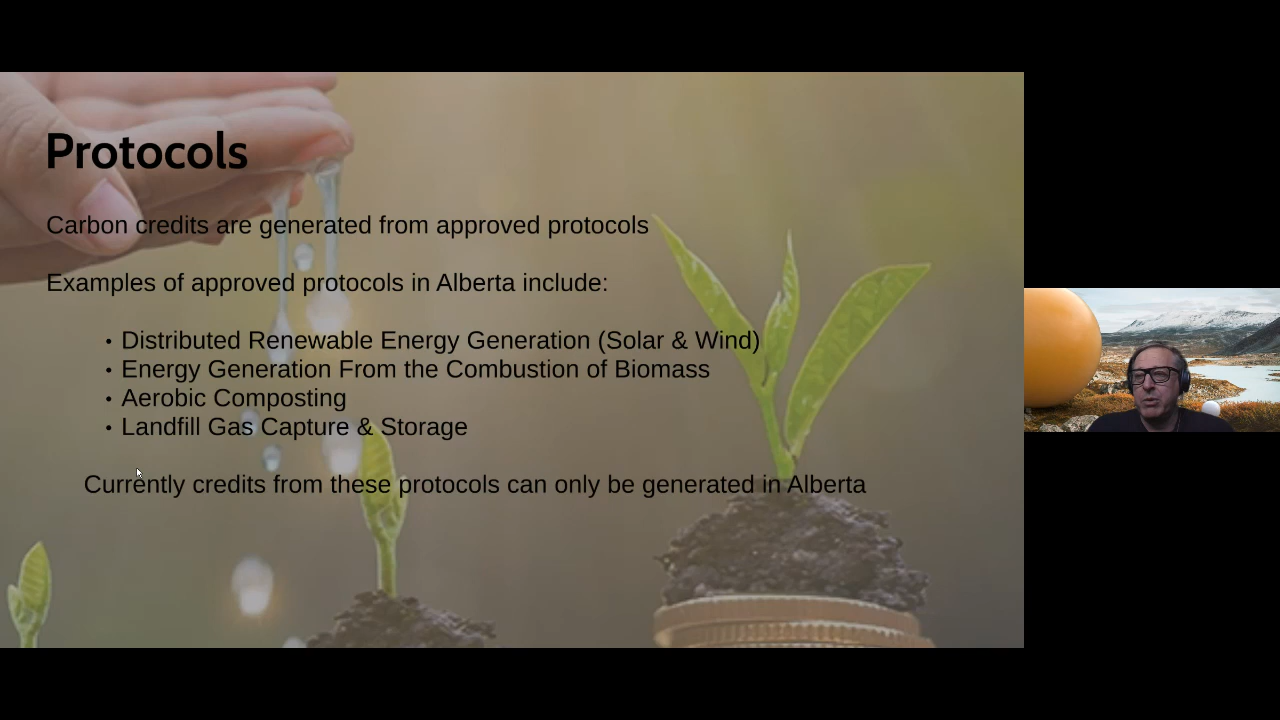 Protocols
Carbon credits are generated from approved protocols
Examples of approved protocols in Alberta include:
• Distributed Renewable Energy Generation (Solar & Wind)
• Energy Generation From the Combustion of Biomass
• Aerobic Composting
• Landfill Gas Capture & Storage
Currently credits from these protocols can only be generated in Alberta